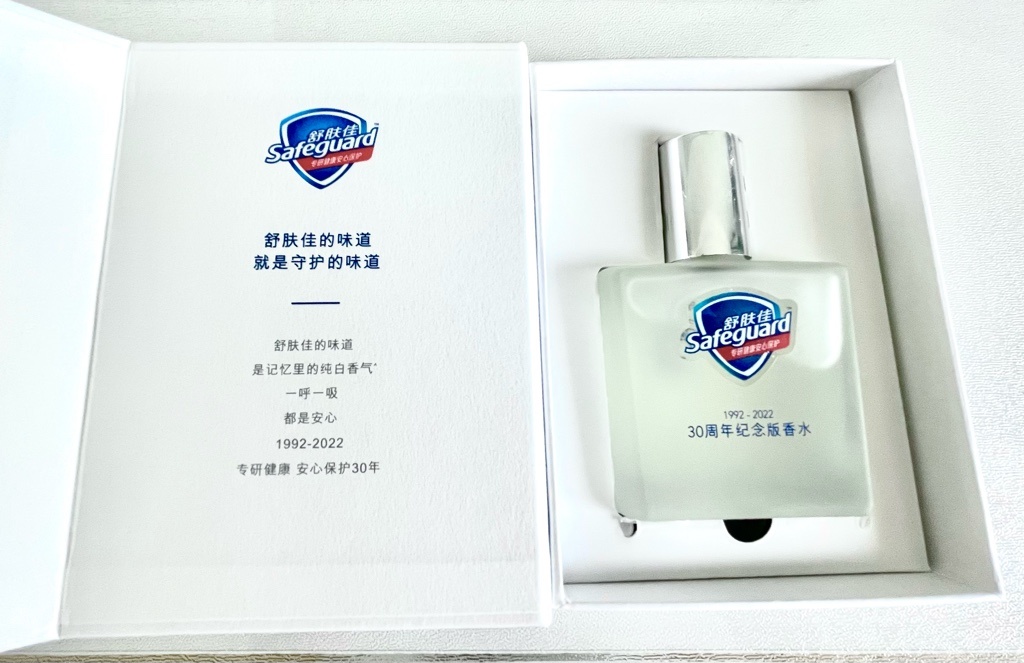 舒肤佳
Safeguard™
专研健康安心保护
舒肤佳的味道
就是守护的味道
舒肤佳的味道
是记忆里的纯白香气*
一呼一吸
都是安心
1992-2022
专研健康 安心保护30年
舒肤佳
Safeguard
专研健康安心保护
1992 - 2022
30周年纪念版香水